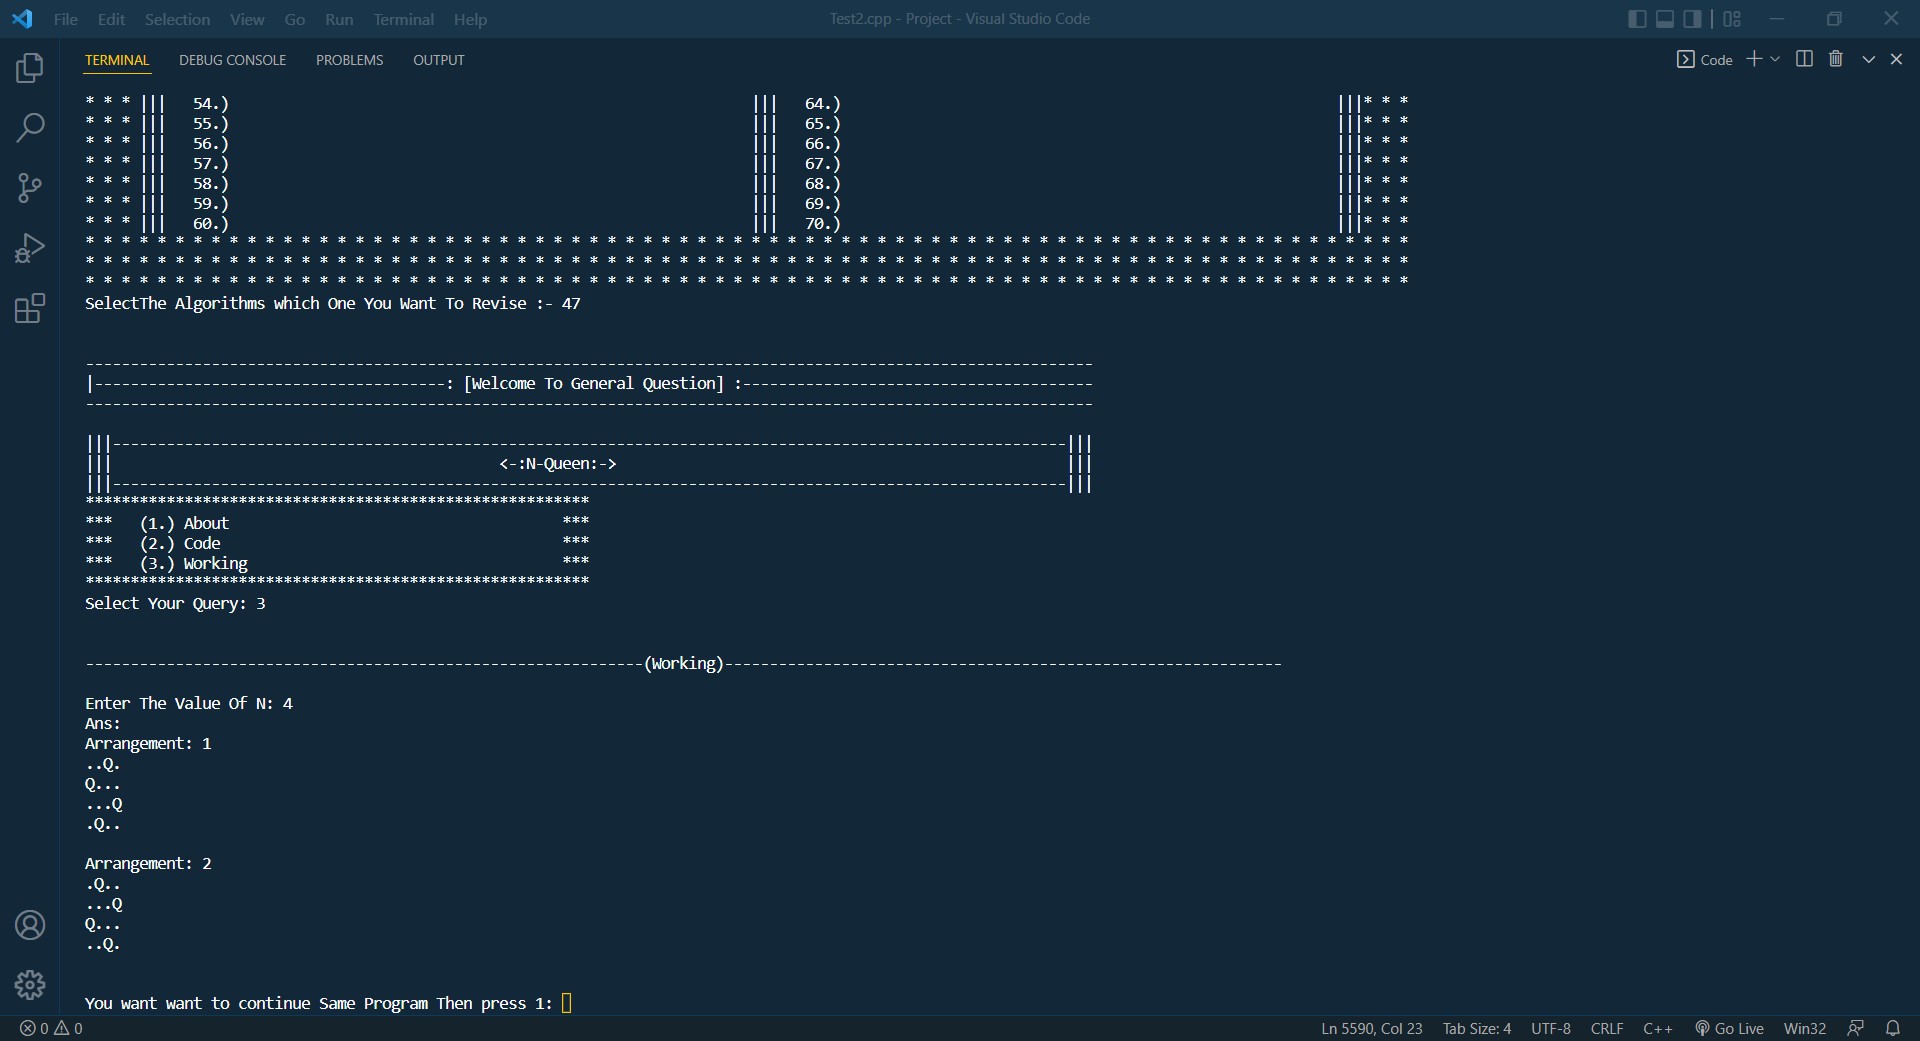 File Edit Selection View Go Run Terminal Help Test2.cpp - Project - Visual Studio Code
TERMINAL DEBUG CONSOLE PROBLEMS OUTPUT Code
* * * ||| 54.) ||| 64.) |||* * *
* * * ||| 55.) ||| 65.) |||* * *
* * * ||| 56.) ||| 66.) |||* * *
* * * ||| 57.) ||| 67.) |||* * *
* * * ||| 58.) ||| 68.) |||* * *
* * * ||| 59.) ||| 69.) |||* * *
* * * ||| 60.) ||| 70.) |||* * *
* * * * * * * * * * * * * * * * * * * * * * * * * * * * * * * * * * * * * * * * * * * * * * * * * * * * * * * * * * * * * * * * * * * * * * * * * *
* * * * * * * * * * * * * * * * * * * * * * * * * * * * * * * * * * * * * * * * * * * * * * * * * * * * * * * * * * * * * * * * * * * * * * * * * *
* * * * * * * * * * * * * * * * * * * * * * * * * * * * * * * * * * * * * * * * * * * * * * * * * * * * * * * * * * * * * * * * * * * * * * * * * *
SelectThe Algorithms which One You Want To Revise :- 47
----------------------------------------------------------------------------------------------------------------
|---------------------------------------: [Welcome To General Question] :---------------------------------------
----------------------------------------------------------------------------------------------------------------
|||----------------------------------------------------------------------------------------------------------|||
||| <-:N-Queen:-> |||
|||----------------------------------------------------------------------------------------------------------|||
********************************************************
*** (1.) About ***
*** (2.) Code ***
*** (3.) Working ***
********************************************************
Select Your Query: 3
--------------------------------------------------------------(Working)--------------------------------------------------------------
Enter The Value Of N: 4
Ans:
Arrangement: 1
..Q.
Q...
...Q
.Q..
Arrangement: 2
.Q..
...Q
Q...
..Q.
You want want to continue Same Program Then press 1:
0 0 Ln 5590, Col 23 Tab Size: 4 UTF-8 CRLF C++ Go Live Win32